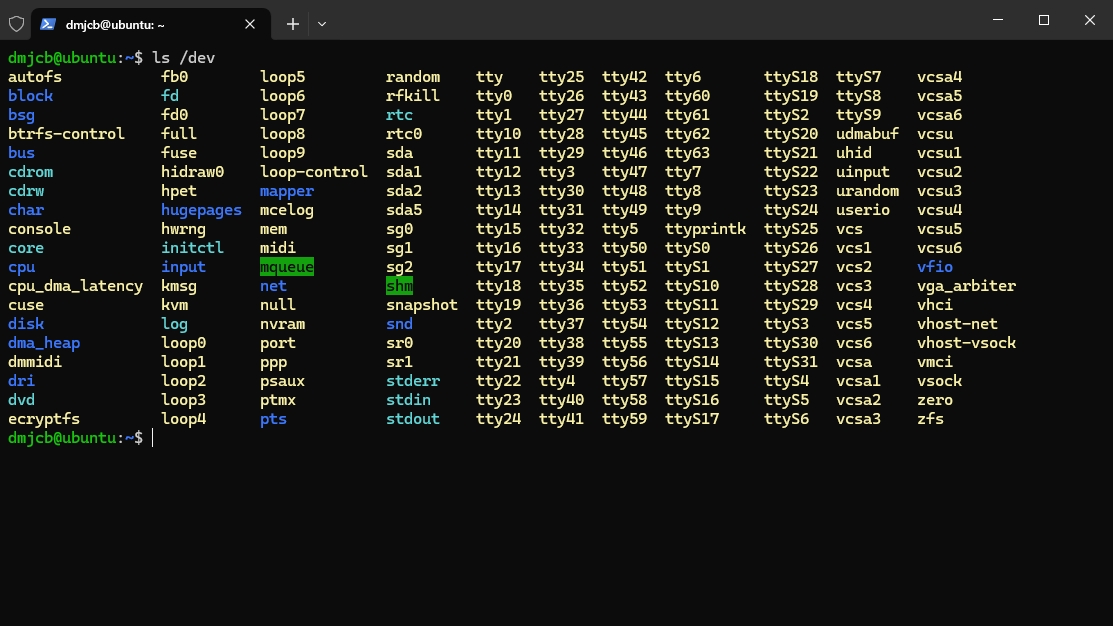 dmjcb@ubuntu: ~
dmjcb@ubuntu:~$ ls /dev
autofs fb0 loop5 random tty tty25 tty42 tty6 ttyS18 ttyS7 vcsa4
block fd loop6 rfkill tty0 tty26 tty43 tty60 ttyS19 ttyS8 vcsa5
bsg fd0 loop7 rtc tty1 tty27 tty44 tty61 ttyS2 ttyS9 vcsa6
btrfs-control full loop8 rtc0 tty10 tty28 tty45 tty62 ttyS20 udmabuf vcsu
bus fuse loop9 sda tty11 tty29 tty46 tty63 ttyS21 uhid vcsu1
cdrom hidraw0 loop-control sda1 tty12 tty3 tty47 tty7 ttyS22 uinput vcsu2
cdrw hpet mapper sda2 tty13 tty30 tty48 tty8 ttyS23 urandom vcsu3
char hugepages mcelog sda5 tty14 tty31 tty49 tty9 ttyS24 userio vcsu4
console hwrng mem sg0 tty15 tty32 tty5 ttyprintk ttyS25 vcs vcsu5
core initctl midi sg1 tty16 tty33 tty50 ttyS0 ttyS26 vcs1 vcsu6
cpu input mqueue sg2 tty17 tty34 tty51 ttyS1 ttyS27 vcs2 vfio
cpu_dma_latency kmsg net shm tty18 tty35 tty52 ttyS10 ttyS28 vcs3 vga_arbiter
cuse kvm null snapshot tty19 tty36 tty53 ttyS11 ttyS29 vcs4 vhci
disk log nvram snd tty2 tty37 tty54 ttyS12 ttyS3 vcs5 vhost-net
dma_heap loop0 port sr0 tty20 tty38 tty55 ttyS13 ttyS30 vcs6 vhost-vsock
dmmidi loop1 ppp sr1 tty21 tty39 tty56 ttyS14 ttyS31 vcsa vmci
dri loop2 psaux stderr tty22 tty4 tty57 ttyS15 ttyS4 vcsa1 vsock
dvd loop3 ptmx stdin tty23 tty40 tty58 ttyS16 ttyS5 vcsa2 zero
ecryptfs loop4 pts stdout tty24 tty41 tty59 ttyS17 ttyS6 vcsa3 zfs
dmjcb@ubuntu:~$